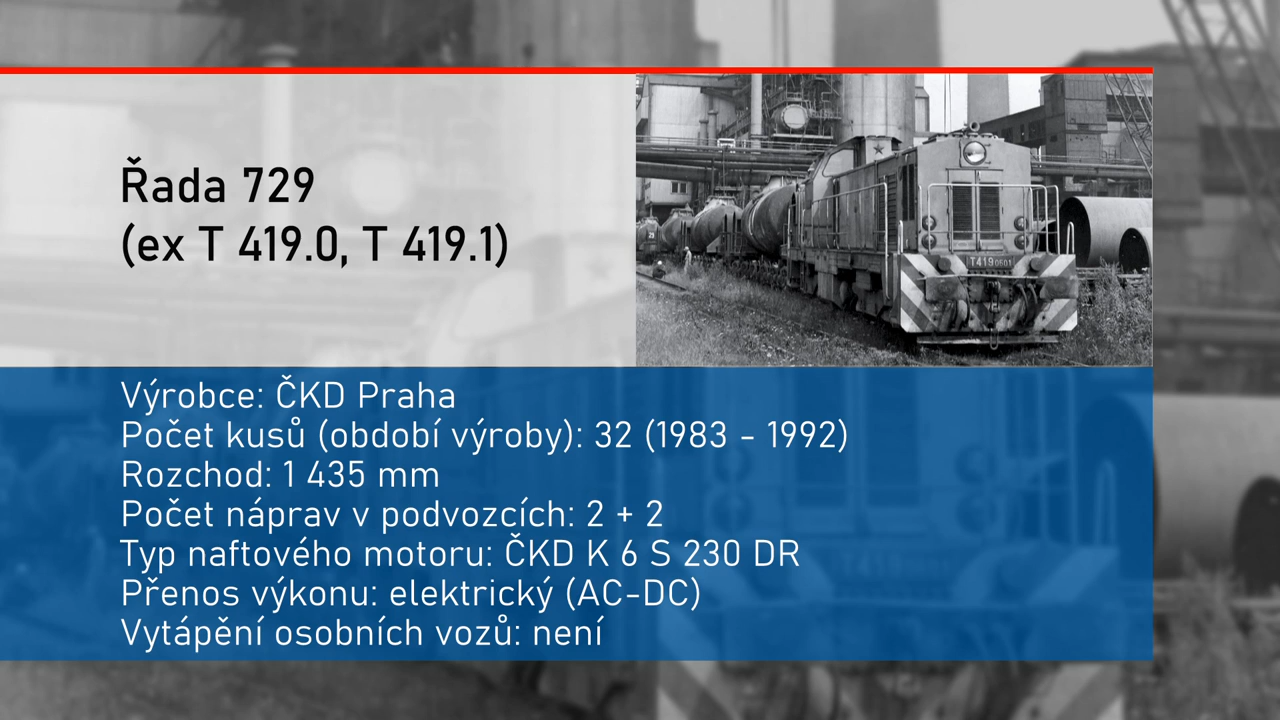 Řada 729
(ex T 419.0, T 419.1)
T419
Výrobce: ČKD Praha
Počet kusů (období výroby): 32 (1983 - 1992)
Rozchod: 1 435 mm
Počet náprav v podvozcích: 2 + 2
Typ naftového motoru: ČKD K 6 S 230 DR
Přenos výkonu: elektrický (AC-DC)
Vytápění osobních vozů: není